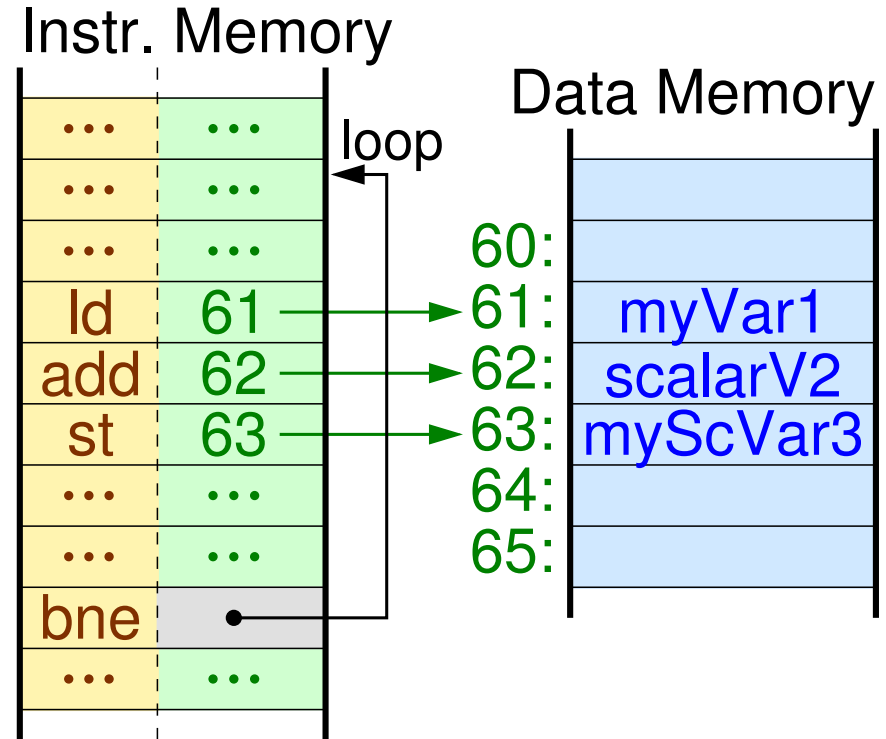 Instr. Memory
... ...
loop
... ...
... ...
ld 61
add 62
st 63
... ...
... ...
bne
... ...
Data Memory
60:
61: myVar1
62: scalarV2
63: myScVar3
64:
65: